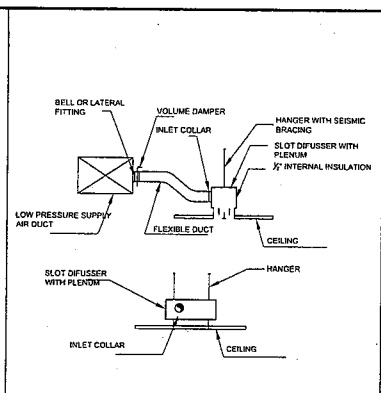 BELL OR LATERAL
FITTING
VOLUME DAMPER
INLET COLLAR
HANGER WITH SEISMIC
BRACING
SLOT DIFUSSER WITH
PLENUM
½" INTERNAL INSULATION
LOW PRESSURE SUPPLY
AIR DUCT
FLEXIBLE DUCT
CEILING
SLOT DIFUSSER
WITH PLENUM
HANGER
INLET COLLAR
CEILING